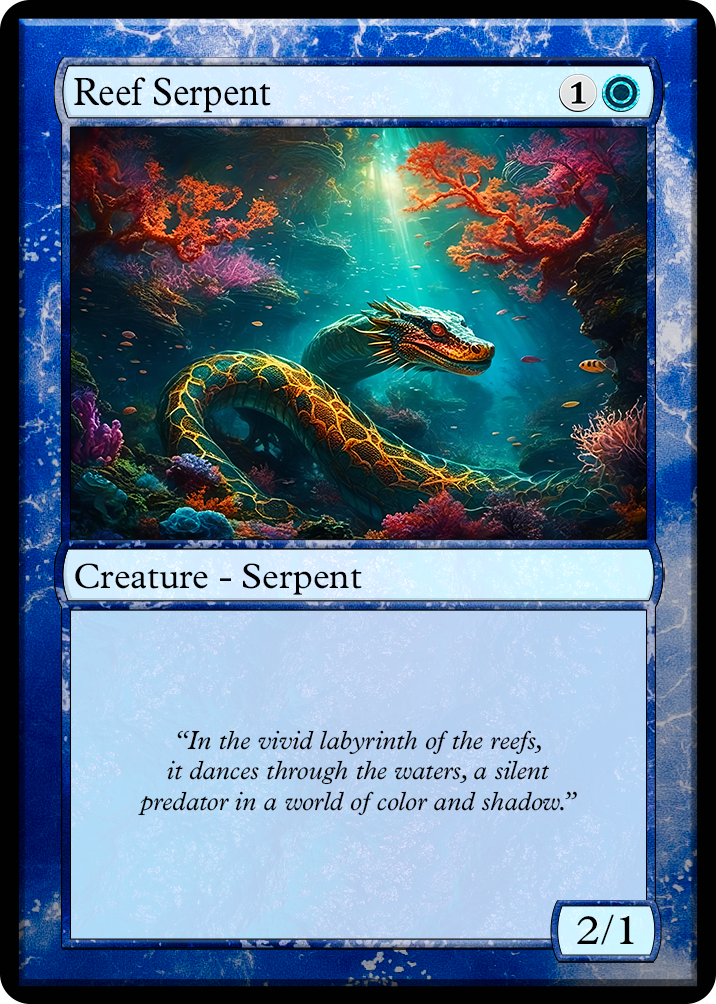 Reef Serpent 1
Creature - Serpent
“In the vivid labyrinth of the reefs,
it dances through the waters, a silent
predator in a world of color and shadow.”
2/1